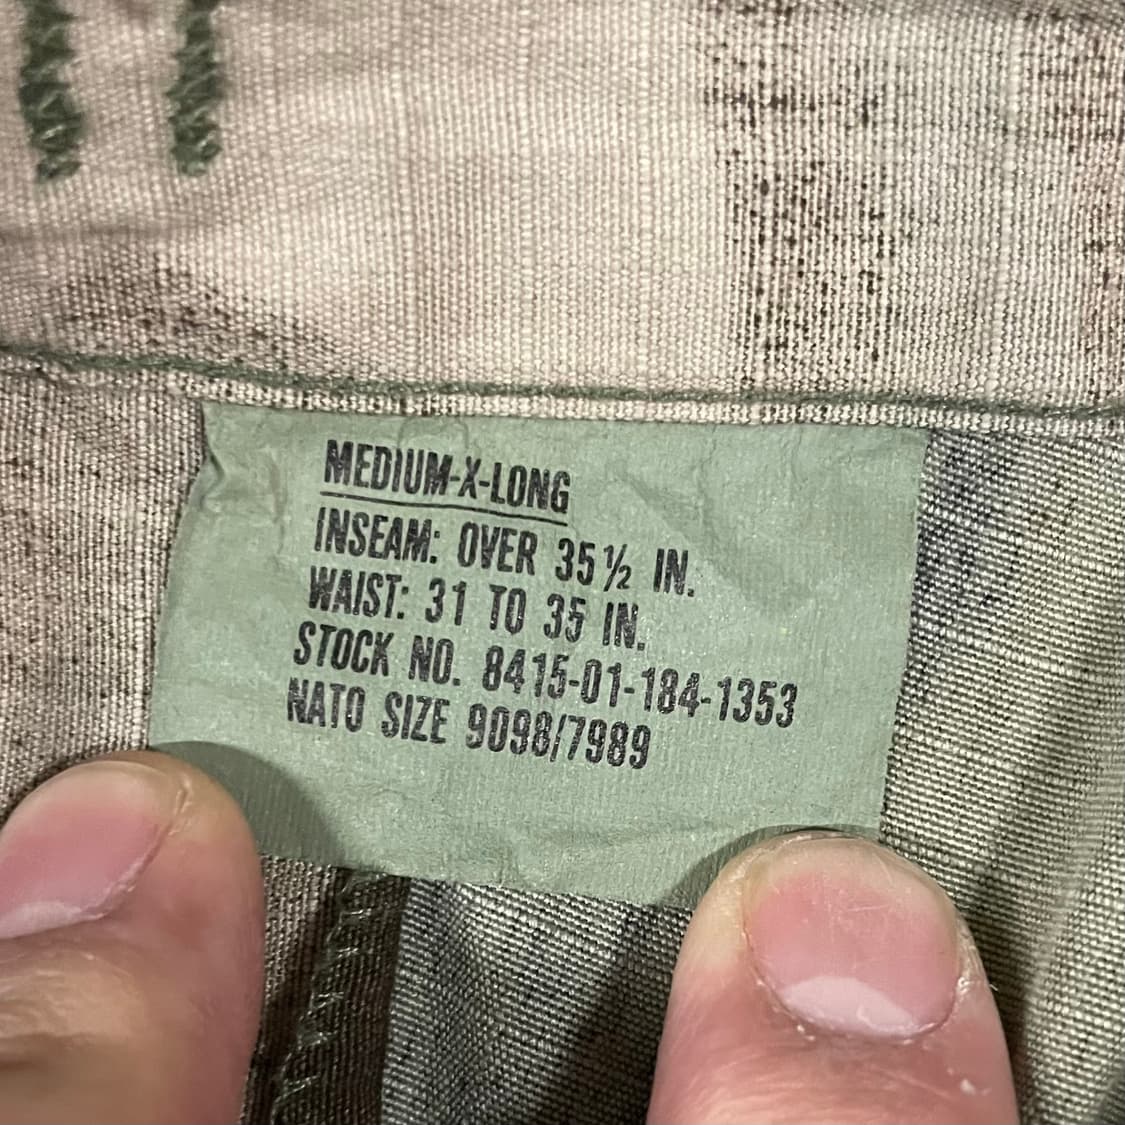 MEDIUM-X-LONG
INSEAM: OVER 35½ IN.
WAIST: 31 TO 35 IN.
STOCK NO. 8415-01-184-1353
NATO SIZE 9098/7989